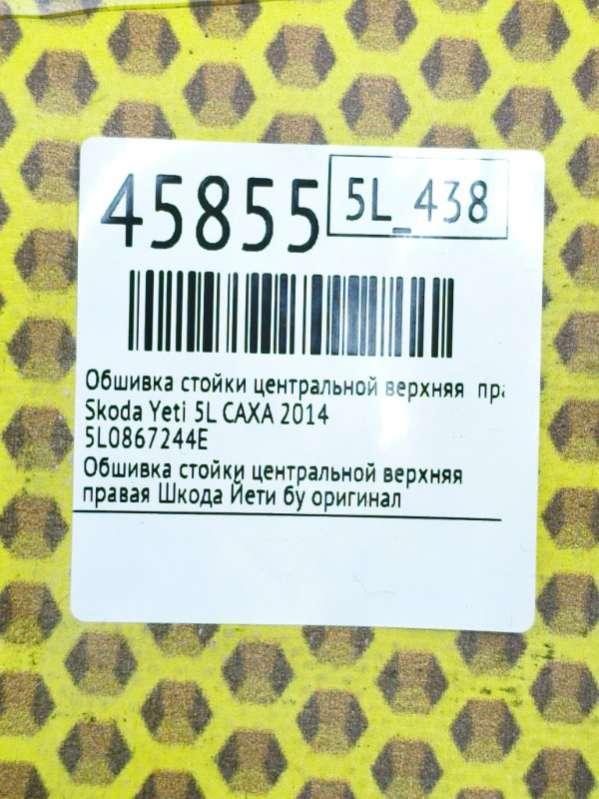 45855
5L_438
Обшивка стойки центральной верхняя пра
Skoda Yeti 5L CAXA 2014
5L0867244E
Обшивка стойки центральной верхняя
правая Шкода Йети бу оригинал